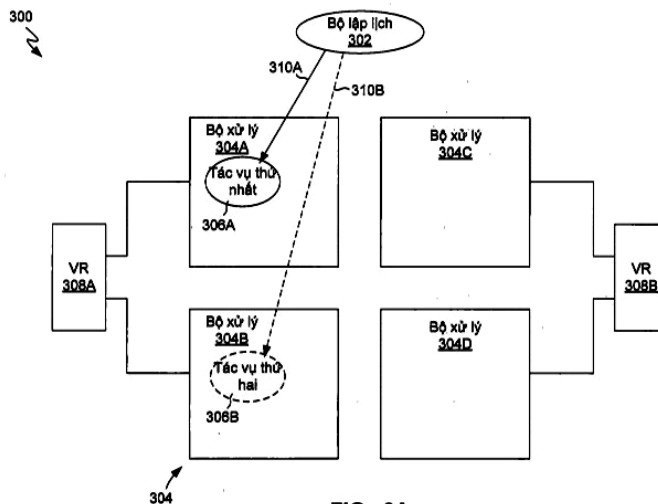 300
Bộ lập lịch
302
310A
310B
Bộ xử lý
304A
Tác vụ thứ
nhất
306A
Bộ xử lý
304C
VR
308A
VR
308B
Bộ xử lý
304B
Tác vụ thứ
hai
306B
Bộ xử lý
304D
304